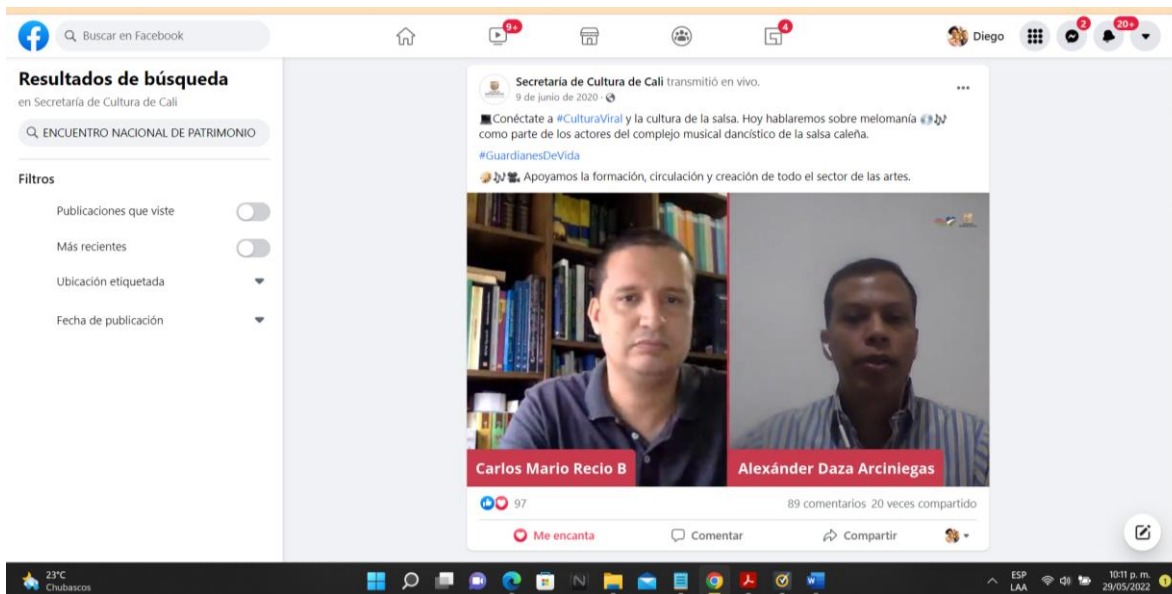 Buscar en Facebook
9+
4
Diego
2
20+
Resultados de búsqueda
en Secretaría de Cultura de Cali
ENCUENTRO NACIONAL DE PATRIMONIO
Filtros
Publicaciones que viste
Más recientes
Ubicación etiquetada
Fecha de publicación
Secretaría de Cultura de Cali transmitió en vivo.
9 de junio de 2020 ·
Conéctate a #CulturaViral y la cultura de la salsa. Hoy hablaremos sobre melomanía
como parte de los actores del complejo musical dancístico de la salsa caleña.
#GuardianesDeVida
Apoyamos la formación, circulación y creación de todo el sector de las artes.
Carlos Mario Recio B
Alexánder Daza Arciniegas
97
89 comentarios 20 veces compartido
Me encanta
Comentar
Compartir
23°C
Chubascos
ESP
LAA
10:11 p. m.
29/05/2022
1